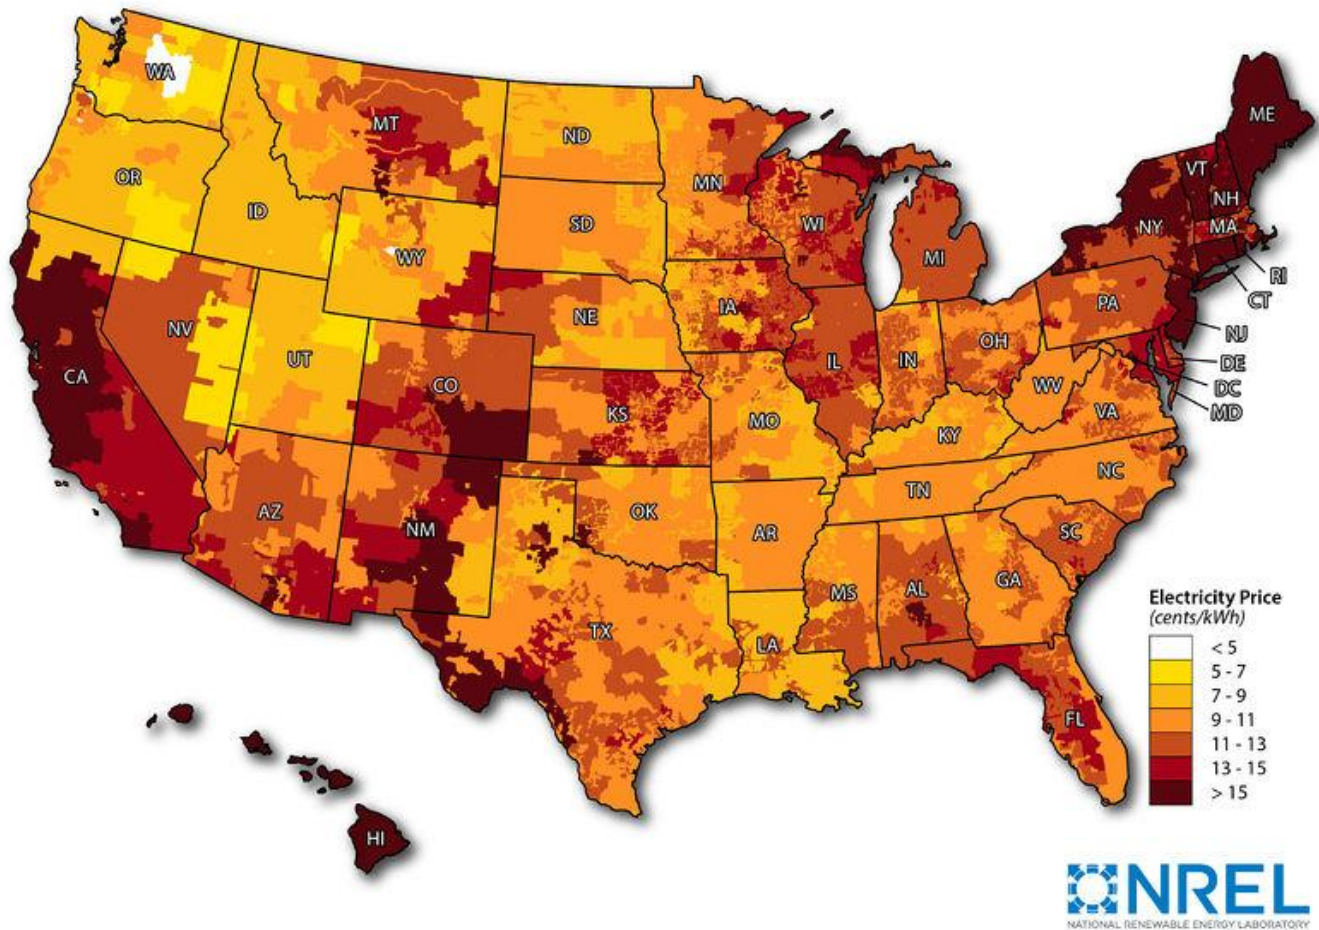 WA
MT
ND
MN
OR
ID
WY
SD
WI
MI
ME
VT
NH
NY
MA
RI
CT
NV
UT
CO
NE
IA
IL
IN
OH
PA
NJ
DE
DC
MD
CA
KS
MO
KY
WV
VA
AZ
NM
OK
AR
TN
NC
SC
TX
LA
MS
AL
GA
FL
HI
Electricity Price
(cents/kWh)
< 5
5 - 7
7 - 9
9 - 11
11 - 13
13 - 15
> 15
NREL
NATIONAL RENEWABLE ENERGY LABORATORY